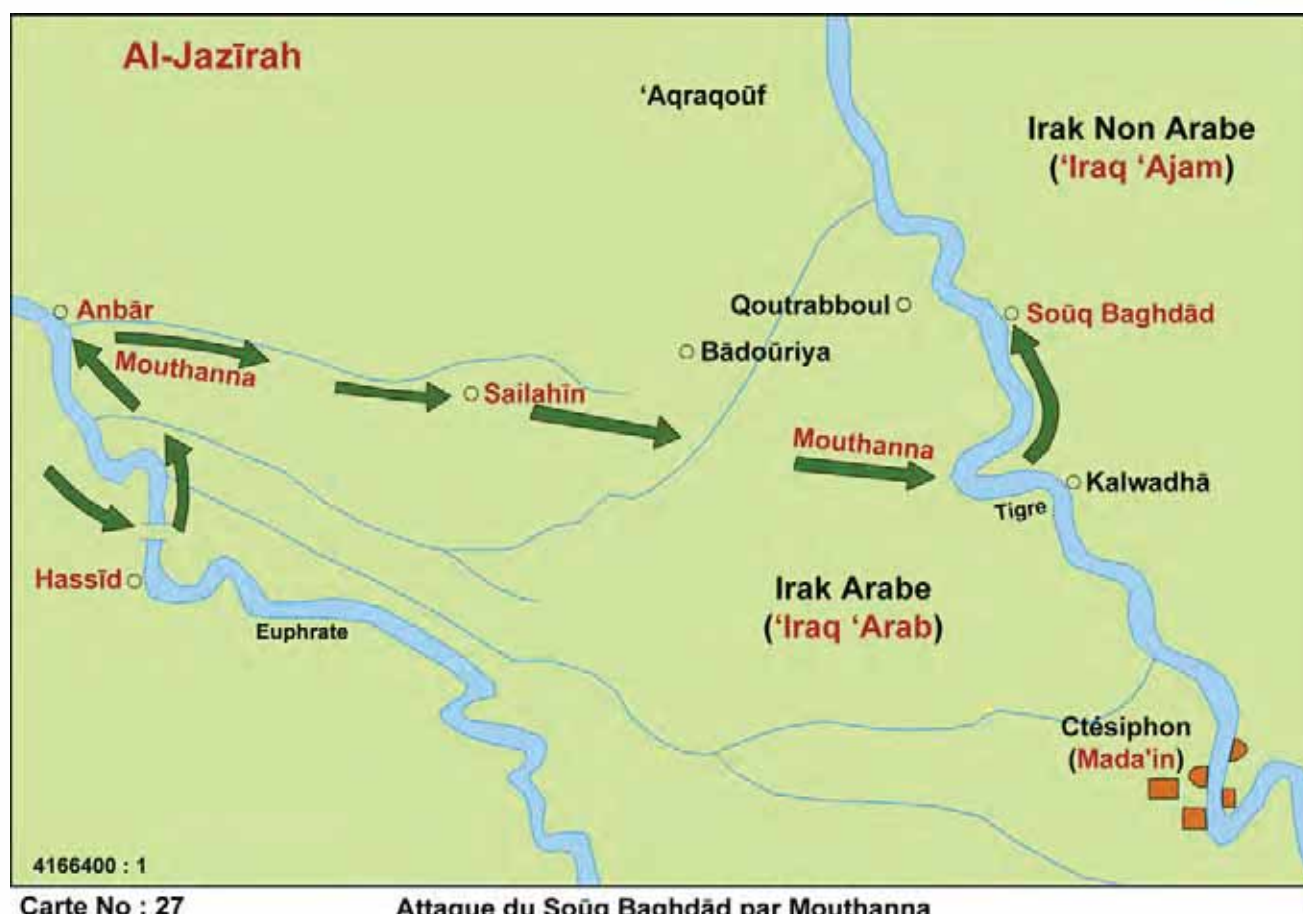 Al-Jazīrah
‘Aqraqoūf
Irak Non Arabe
(‘Iraq ‘Ajam)
Anbār
Mouthanna
Qoutrabboul
Soūq Baghdād
Bādoūriya
Sailahīn
Mouthanna
Kalwadhā
Tigre
Hassīd
Euphrate
Irak Arabe
(‘Iraq ‘Arab)
Ctésiphon
(Mada'in)
4166400 : 1
Carte No : 27 Attaque du Soūq Baghdād par Mouthanna